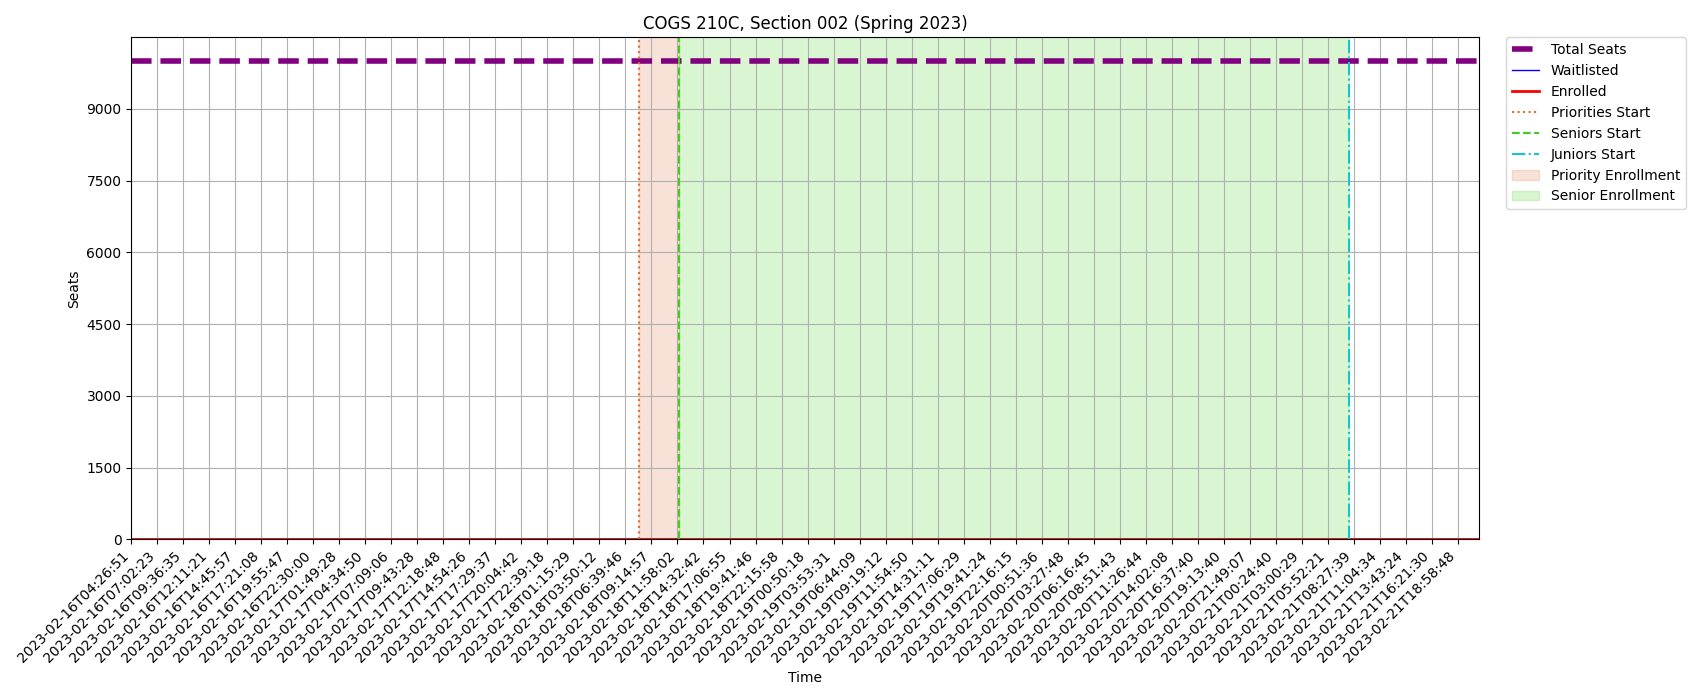 COGS 210C, Section 002 (Spring 2023)
Total Seats
Waitlisted
Enrolled
Priorities Start
Seniors Start
Juniors Start
Priority Enrollment
Senior Enrollment
Seats
9000
7500
6000
4500
3000
1500
0
2023-02-16T04:26:51
2023-02-16T07:02:23
2023-02-16T09:36:35
2023-02-16T12:11:21
2023-02-16T14:45:57
2023-02-16T17:21:08
2023-02-16T19:55:47
2023-02-16T22:30:00
2023-02-17T01:49:28
2023-02-17T04:34:50
2023-02-17T07:09:06
2023-02-17T09:43:28
2023-02-17T12:18:48
2023-02-17T14:54:26
2023-02-17T17:29:37
2023-02-17T20:04:42
2023-02-17T22:39:18
2023-02-18T01:15:29
2023-02-18T03:50:12
2023-02-18T06:39:46
2023-02-18T09:14:57
2023-02-18T11:58:02
2023-02-18T14:32:42
2023-02-18T17:06:55
2023-02-18T19:41:46
2023-02-18T22:15:58
2023-02-19T00:50:18
2023-02-19T03:53:31
2023-02-19T06:44:09
2023-02-19T09:19:12
2023-02-19T11:54:50
2023-02-19T14:31:11
2023-02-19T17:06:29
2023-02-19T19:41:24
2023-02-19T22:16:15
2023-02-20T00:51:36
2023-02-20T03:27:48
2023-02-20T06:16:45
2023-02-20T08:51:43
2023-02-20T11:26:44
2023-02-20T14:02:08
2023-02-20T16:37:40
2023-02-20T19:13:40
2023-02-20T21:49:07
2023-02-21T00:24:40
2023-02-21T03:00:29
2023-02-21T05:52:21
2023-02-21T08:27:39
2023-02-21T11:04:34
2023-02-21T13:43:24
2023-02-21T16:21:30
2023-02-21T18:58:48
Time